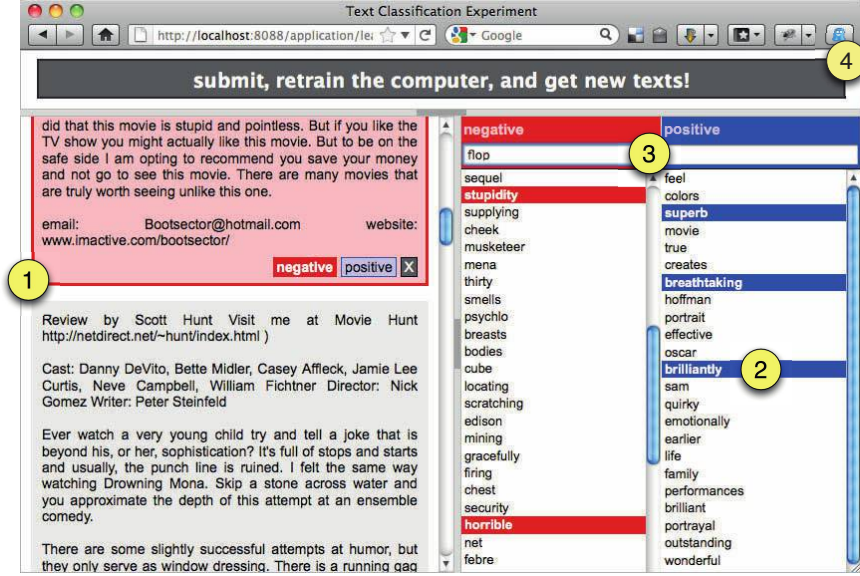 Text Classification Experiment
http://localhost:8088/application/lea
Google
4
submit, retrain the computer, and get new texts!
did that this movie is stupid and pointless. But if you like the
TV show you might actually like this movie. But to be on the
safe side I am opting to recommend you save your money
and not go to see this movie. There are many movies that
are truly worth seeing unlike this one.
email: Bootsector@hotmail.com website:
www.imactive.com/bootsector/
negative positive X
1
Review by Scott Hunt Visit me at Movie Hunt
http://netdirect.net/~hunt/index.html )
Cast: Danny DeVito, Bette Midler, Casey Affleck, Jamie Lee
Curtis, Neve Campbell, William Fichtner Director: Nick
Gomez Writer: Peter Steinfeld
Ever watch a very young child try and tell a joke that is
beyond his, or her, sophistication? It's full of stops and starts
and usually, the punch line is ruined. I felt the same way
watching Drowning Mona. Skip a stone across water and
you approximate the depth of this attempt at an ensemble
comedy.
There are some slightly successful attempts at humor, but
they only serve as window dressing. There is a running gag
negative
flop
3
sequel
stupidity
supplying
cheek
musketeer
mena
thirty
smells
psychlo
breasts
bodies
cube
locating
scratching
edison
mining
gracefully
firing
chest
security
horrible
net
febre
positive
feel
colors
superb
movie
true
creates
breathtaking
hoffman
portrait
effective
oscar
brilliantly
2
sam
quirky
emotionally
earlier
life
family
performances
brilliant
portrayal
outstanding
wonderful